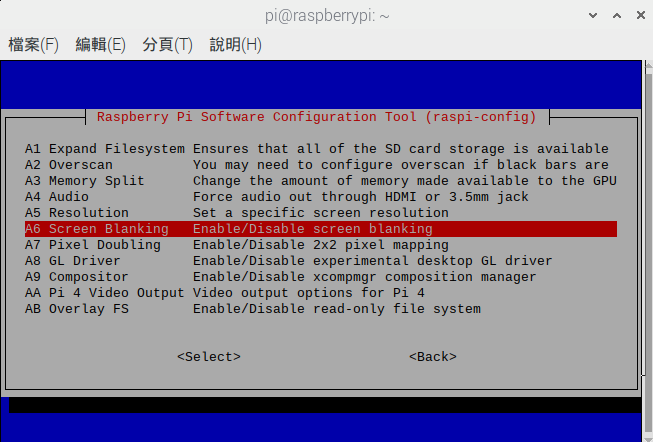 pi@raspberrypi: ~
檔案(F) 編輯(E) 分頁(T) 說明(H)
Raspberry Pi Software Configuration Tool (raspi-config)
A1 Expand Filesystem Ensures that all of the SD card storage is available
A2 Overscan You may need to configure overscan if black bars are
A3 Memory Split Change the amount of memory made available to the GPU
A4 Audio Force audio out through HDMI or 3.5mm jack
A5 Resolution Set a specific screen resolution
A6 Screen Blanking Enable/Disable screen blanking
A7 Pixel Doubling Enable/Disable 2x2 pixel mapping
A8 GL Driver Enable/Disable experimental desktop GL driver
A9 Compositor Enable/Disable xcompmgr composition manager
AA Pi 4 Video Output Video output options for Pi 4
AB Overlay FS Enable/Disable read-only file system
<Select> <Back>